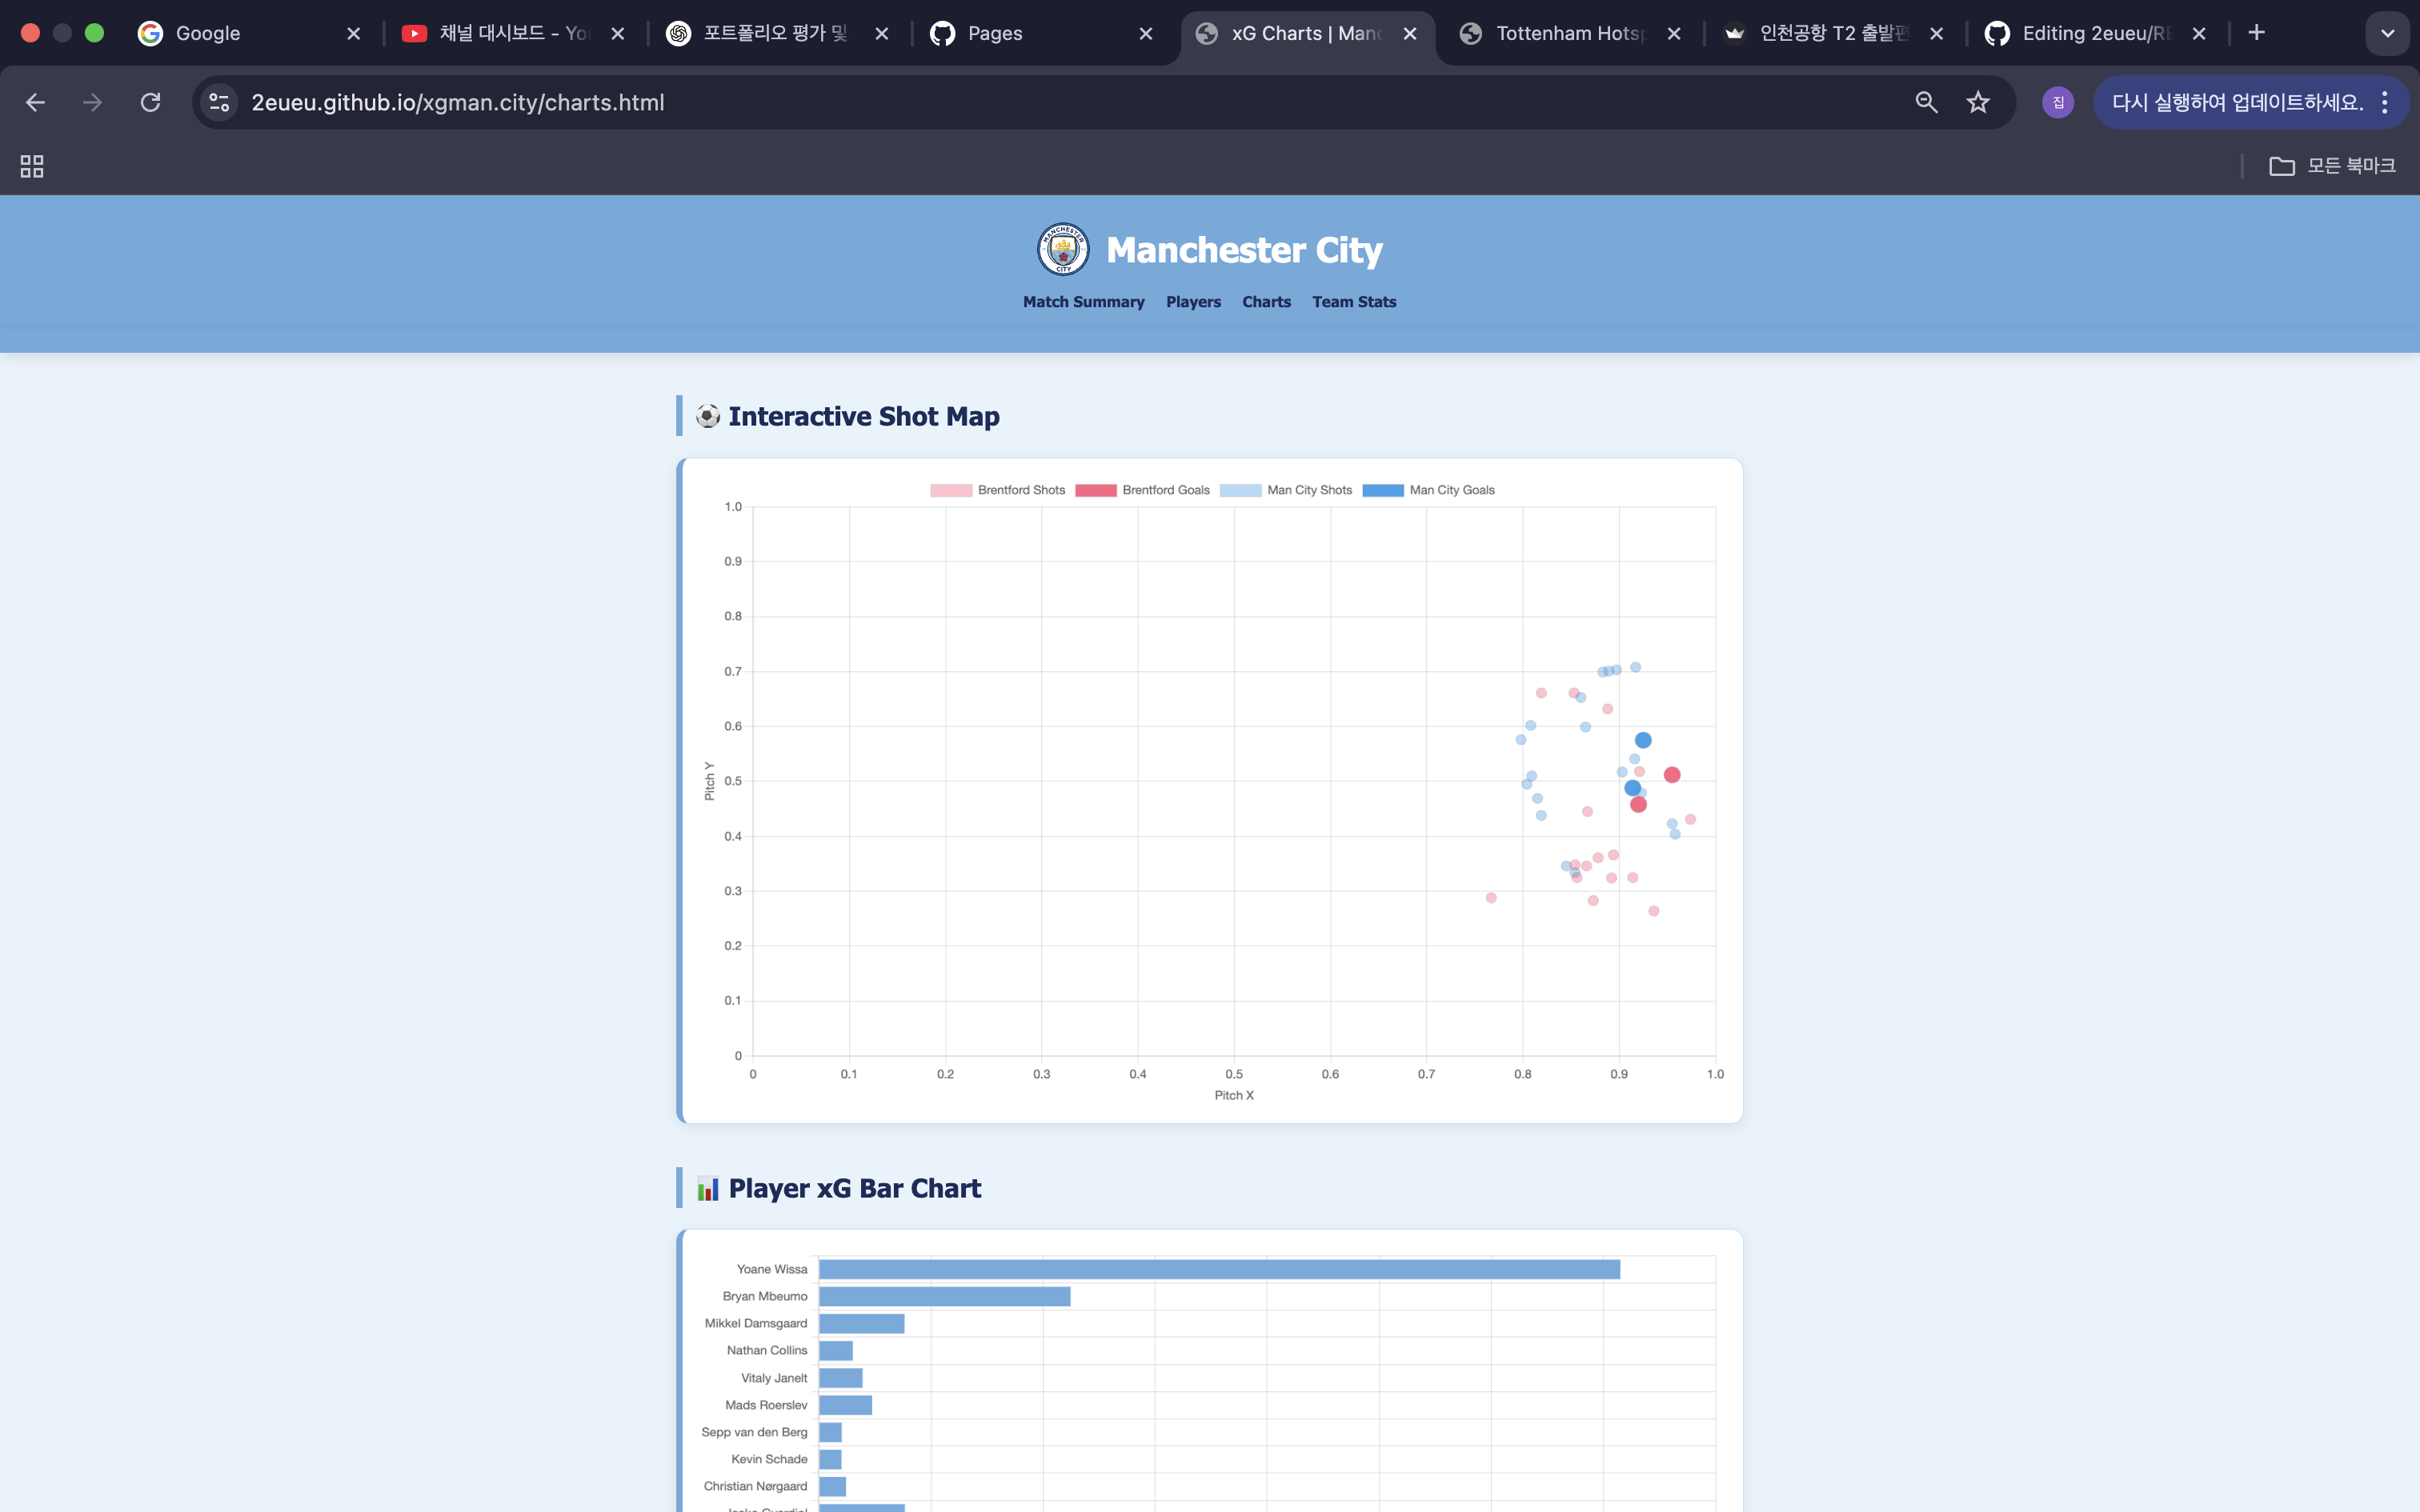 Google
채널 대시보드 - You
포트폴리오 평가 및
Pages
xG Charts | Manc
Tottenham Hotsp
인천공항 T2 출발편
Editing 2eueu/RE
2eueu.github.io/xgman.city/charts.html
집
다시 실행하여 업데이트하세요.
모든 북마크
MANCHESTER CITY
Manchester City
Match Summary Players Charts Team Stats
⚽ Interactive Shot Map
Brentford Shots Brentford Goals Man City Shots Man City Goals
1.0
0.9
0.8
0.7
0.6
0.5
0.4
0.3
0.2
0.1
0
Pitch Y
0 0.1 0.2 0.3 0.4 0.5 0.6 0.7 0.8 0.9 1.0
Pitch X
📊 Player xG Bar Chart
Yoane Wissa
Bryan Mbeumo
Mikkel Damsgaard
Nathan Collins
Vitaly Janelt
Mads Roerslev
Sepp van den Berg
Kevin Schade
Christian Nørgaard